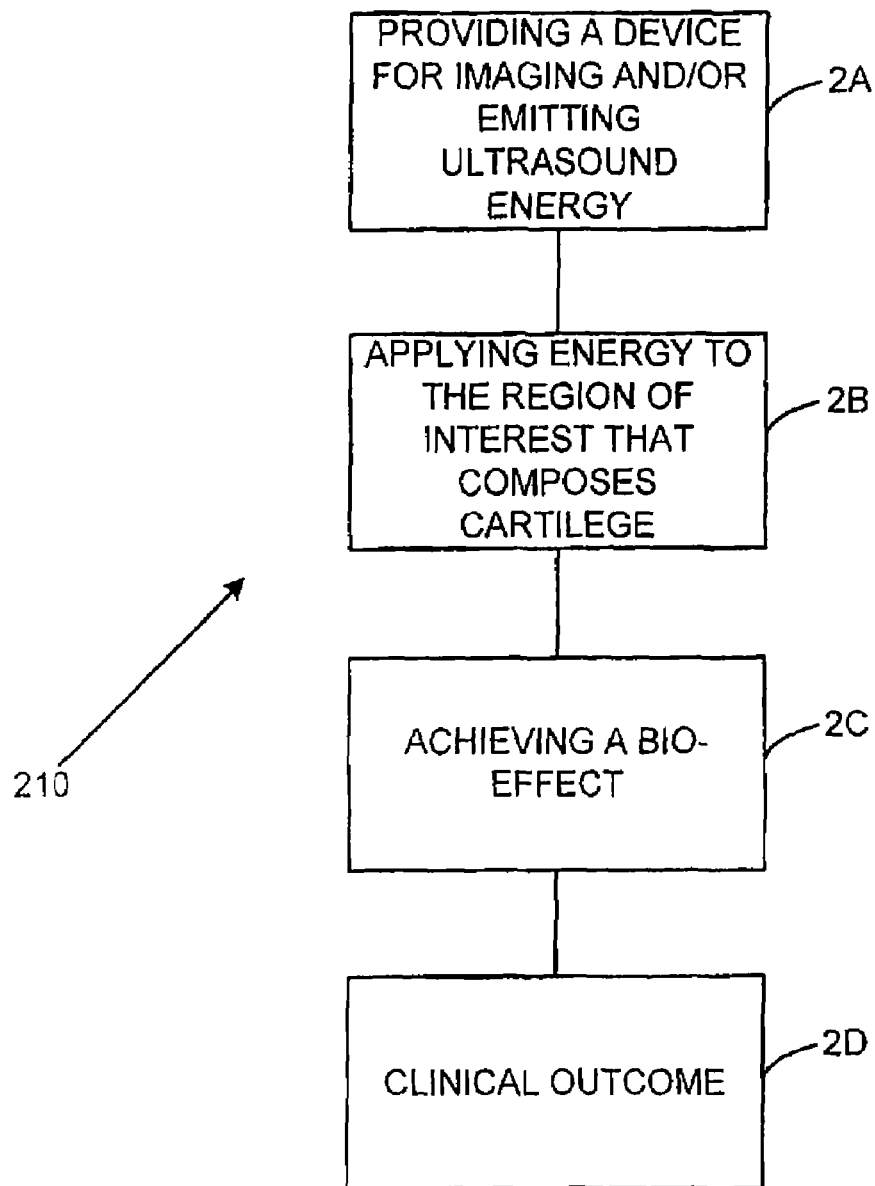 PROVIDING A DEVICE
FOR IMAGING AND/OR
EMITTING
ULTRASOUND
ENERGY
2A
APPLYING ENERGY TO
THE REGION OF
INTEREST THAT
COMPOSES
CARTILEGE
2B
ACHIEVING A BIO-
EFFECT
2C
210
CLINICAL OUTCOME
2D